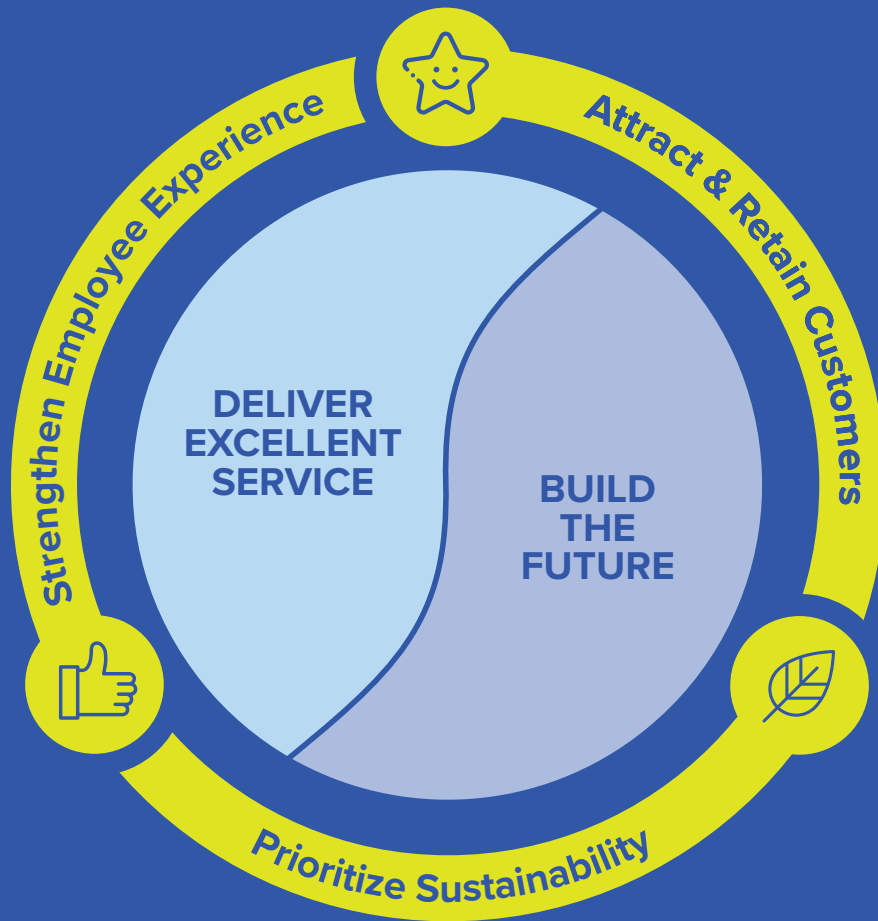 Strengthen Employee Experience
Attract & Retain Customers
DELIVER
EXCELLENT
SERVICE
BUILD
THE
FUTURE
Prioritize Sustainability